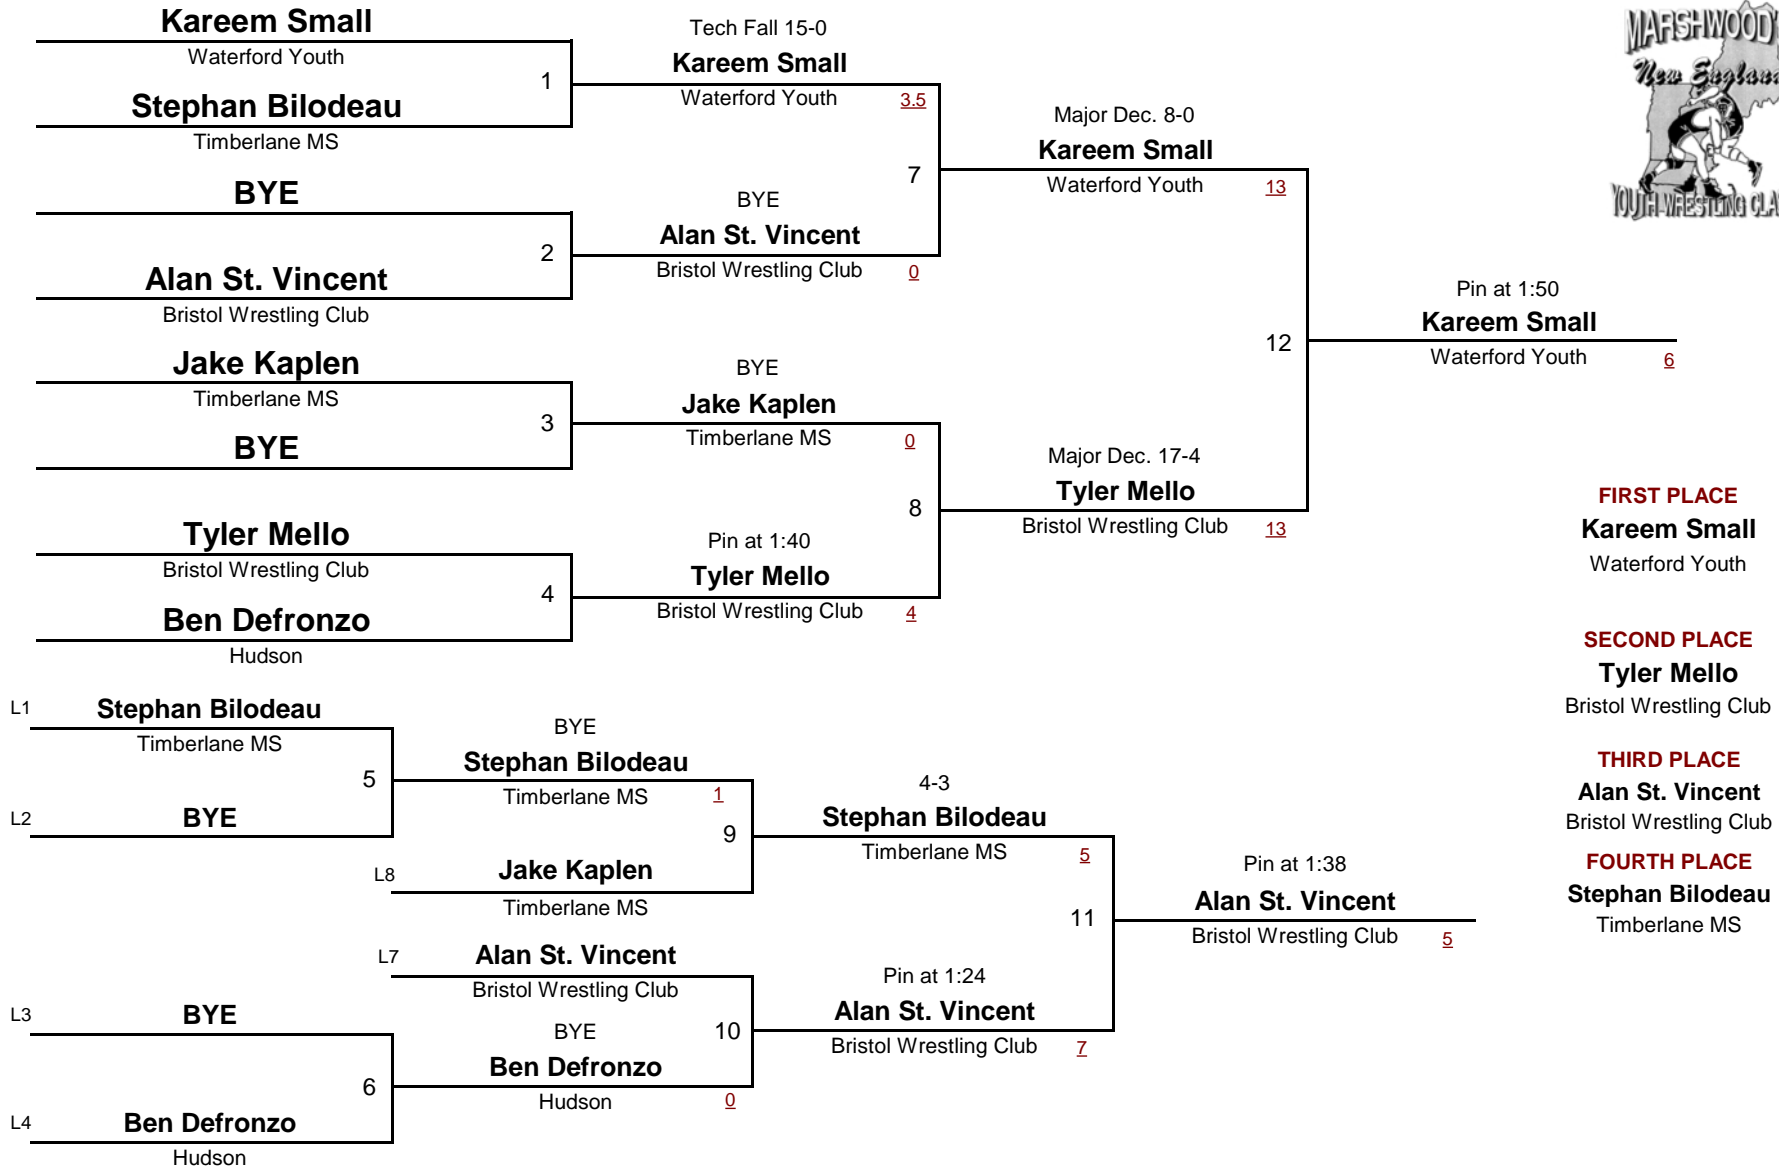 Kareem Small
Waterford Youth
1
Stephan Bilodeau
Timberlane MS
BYE
2
Alan St. Vincent
Bristol Wrestling Club
Jake Kaplen
Timberlane MS
3
BYE
Tyler Mello
Bristol Wrestling Club
4
Ben Defronzo
Hudson
Tech Fall 15-0
Kareem Small
Waterford Youth 3.5
7
BYE
Alan St. Vincent
Bristol Wrestling Club 0
BYE
Jake Kaplen
Timberlane MS 0
8
Pin at 1:40
Tyler Mello
Bristol Wrestling Club 4
Major Dec. 8-0
Kareem Small
Waterford Youth 13
12
Major Dec. 17-4
Tyler Mello
Bristol Wrestling Club 13
Pin at 1:50
Kareem Small
Waterford Youth 6
MARSHWOOD'S
New England
YOUTH WRESTLING CLA
FIRST PLACE
Kareem Small
Waterford Youth
SECOND PLACE
Tyler Mello
Bristol Wrestling Club
THIRD PLACE
Alan St. Vincent
Bristol Wrestling Club
FOURTH PLACE
Stephan Bilodeau
Timberlane MS
L1 Stephan Bilodeau
Timberlane MS
5
L2 BYE
L3 BYE
6
L4 Ben Defronzo
Hudson
BYE
Stephan Bilodeau
Timberlane MS 1
9
L8 Jake Kaplen
Timberlane MS
L7 Alan St. Vincent
Bristol Wrestling Club
BYE 10
Ben Defronzo
Hudson 0
4-3
Stephan Bilodeau
Timberlane MS 5
11
Pin at 1:24
Alan St. Vincent
Bristol Wrestling Club 7
Pin at 1:38
Alan St. Vincent
Bristol Wrestling Club 5